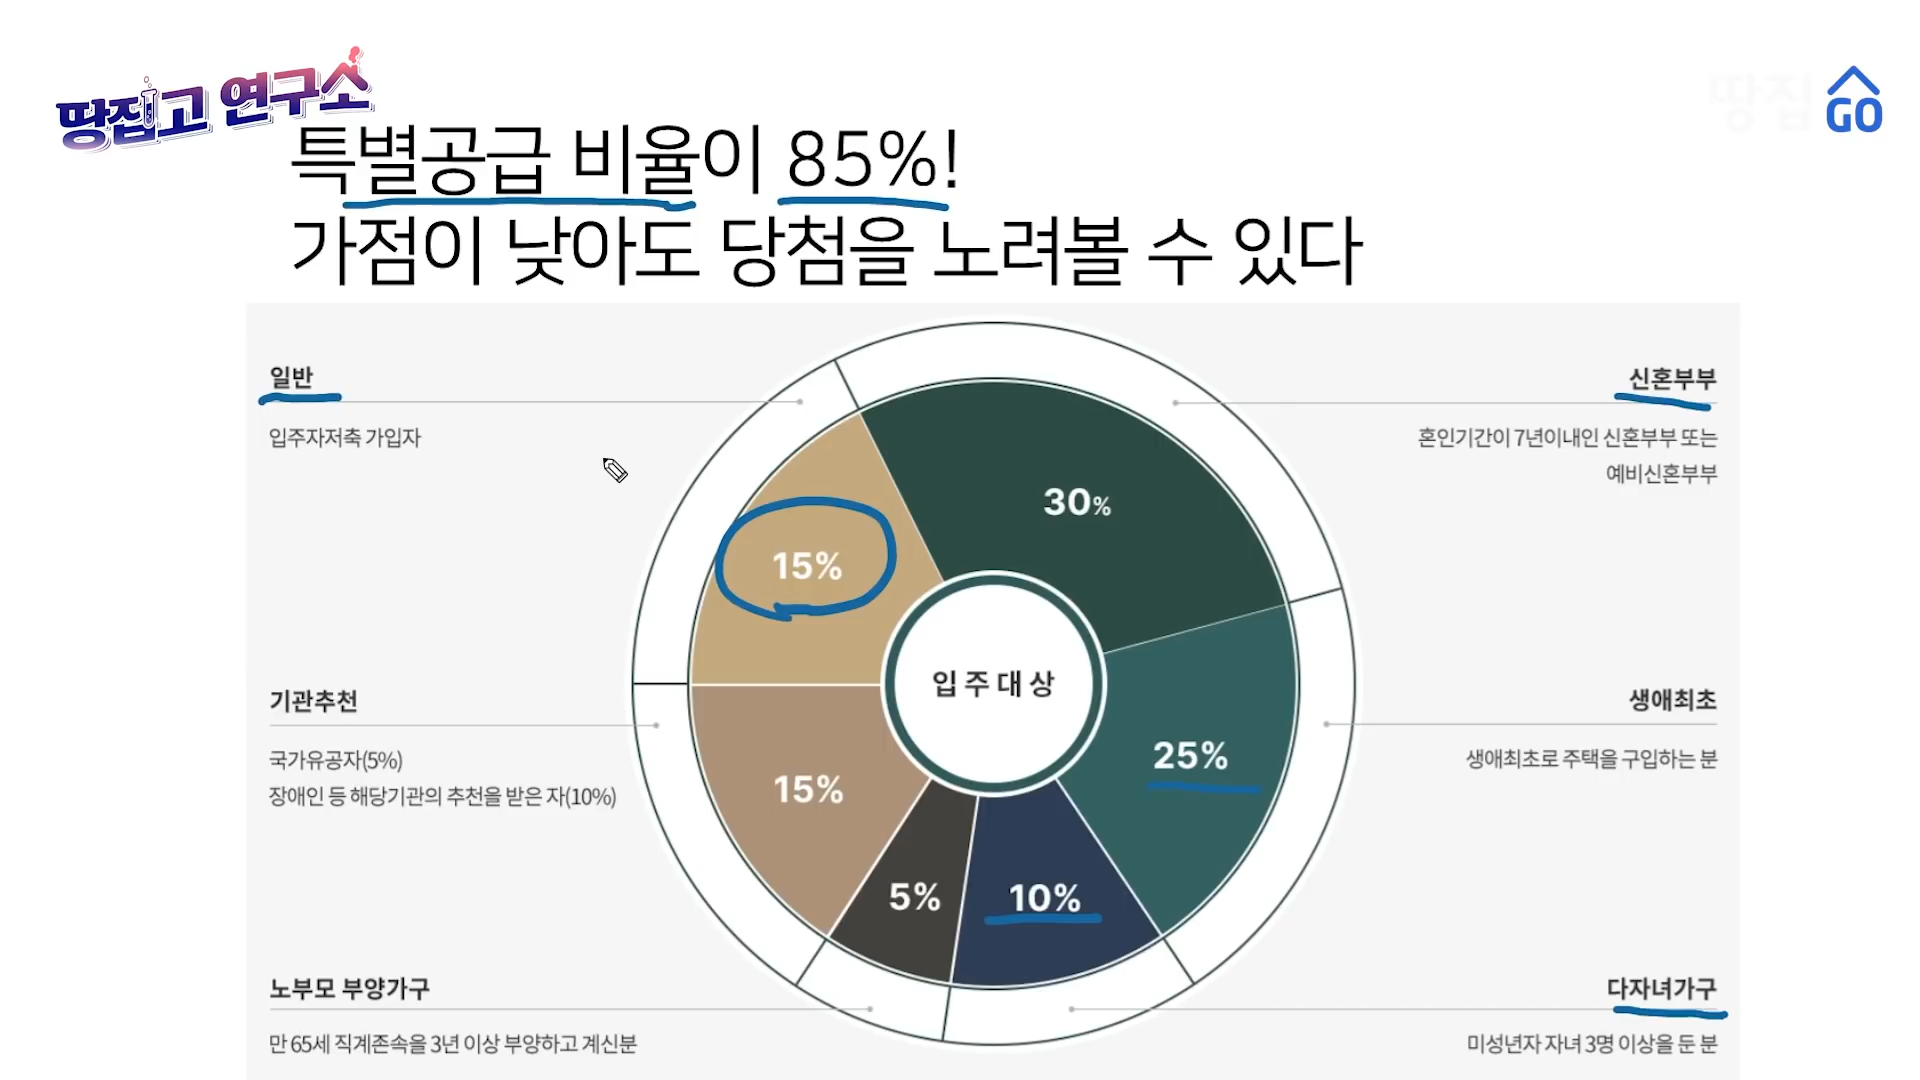 땅집고 연구소
땅집
GO
특별공급 비율이 85%!
가점이 낮아도 당첨을 노려볼 수 있다
일반
입주자저축 가입자
신혼부부
혼인기간이 7년이내인 신혼부부 또는
예비신혼부부
30%
15%
입주대상
기관추천
국가유공자(5%)
장애인 등 해당기관의 추천을 받은 자(10%)
생애최초
생애최초로 주택을 구입하는 분
25%
15%
5%
10%
노부모 부양가구
만 65세 직계존속을 3년 이상 부양하고 계신분
다자녀가구
미성년자 자녀 3명 이상을 둔 분